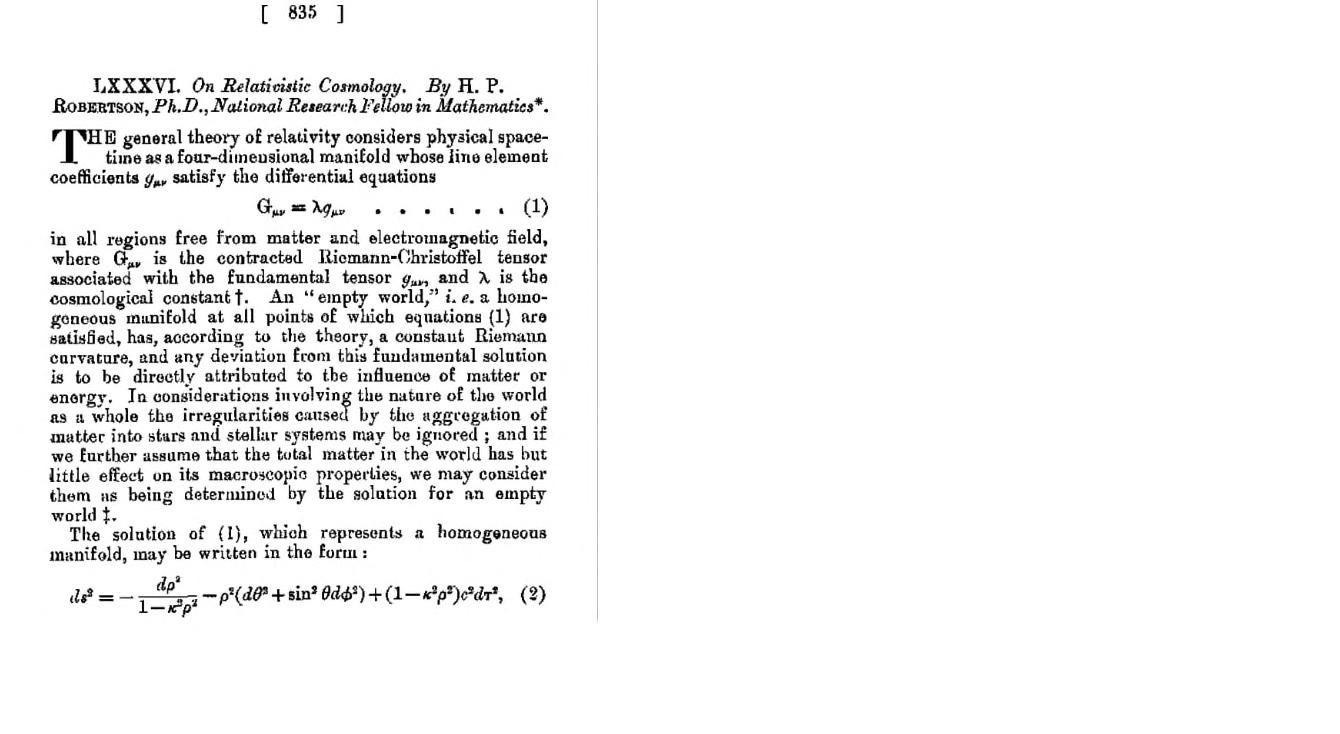 [ 835 ]
LXXXVI. On Relativistic Cosmology. By H. P.
ROBERTSON, Ph.D., National Research Fellow in Mathematics*.
THE general theory of relativity considers physical space-
time as a four-dimensional manifold whose line element
coefficients gμν satisfy the differential equations
Gμν = λgμν . . . . . . (1)
in all regions free from matter and electromagnetic field,
where Gμν is the contracted Riemann-Christoffel tensor
associated with the fundamental tensor gμν, and λ is the
cosmological constant †. An “empty world,” i. e. a homo-
geneous manifold at all points of which equations (1) are
satisfied, has, according to the theory, a constant Riemann
curvature, and any deviation from this fundamental solution
is to be directly attributed to the influence of matter or
energy. In considerations involving the nature of the world
as a whole the irregularities caused by the aggregation of
matter into stars and stellar systems may be ignored ; and if
we further assume that the total matter in the world has but
little effect on its macroscopic properties, we may consider
them as being determined by the solution for an empty
world ‡.
The solution of (1), which represents a homogeneous
manifold, may be written in the form :
ds² = − dρ²/(1−κ²ρ²) − ρ²(dθ² + sin² θdφ²) + (1−κ²ρ²)c²dτ², (2)